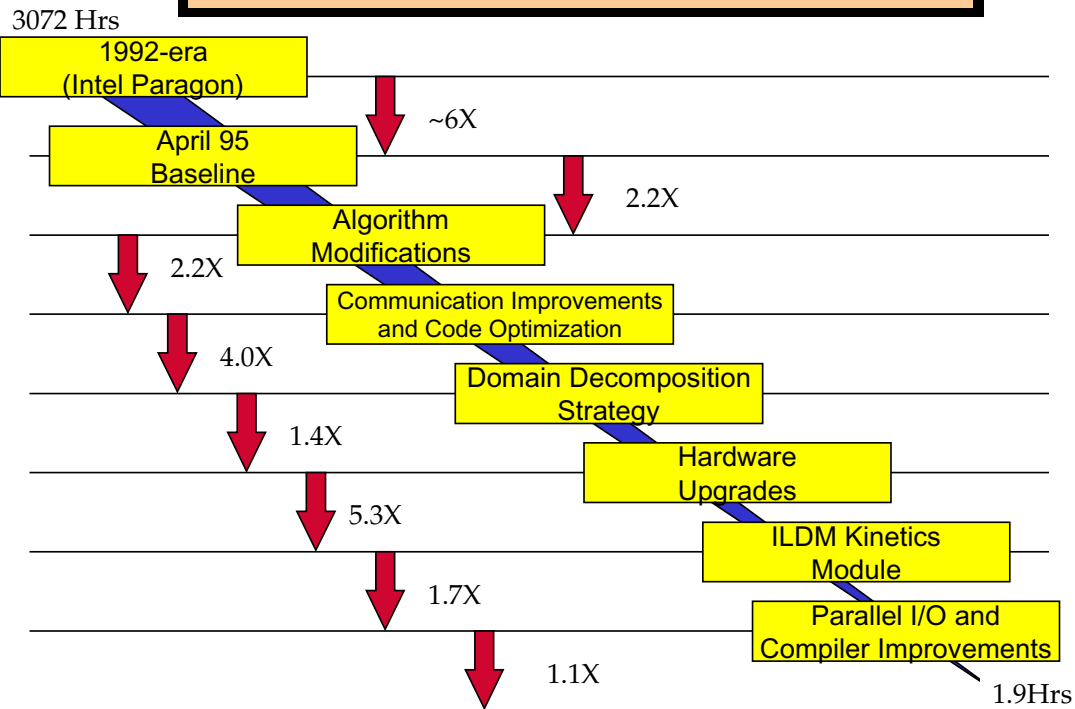 3072 Hrs
1992-era
(Intel Paragon)
~6X
April 95
Baseline
2.2X
Algorithm
Modifications
2.2X
Communication Improvements
and Code Optimization
4.0X
Domain Decomposition
Strategy
1.4X
Hardware
Upgrades
5.3X
ILDM Kinetics
Module
1.7X
Parallel I/O and
Compiler Improvements
1.1X
1.9Hrs